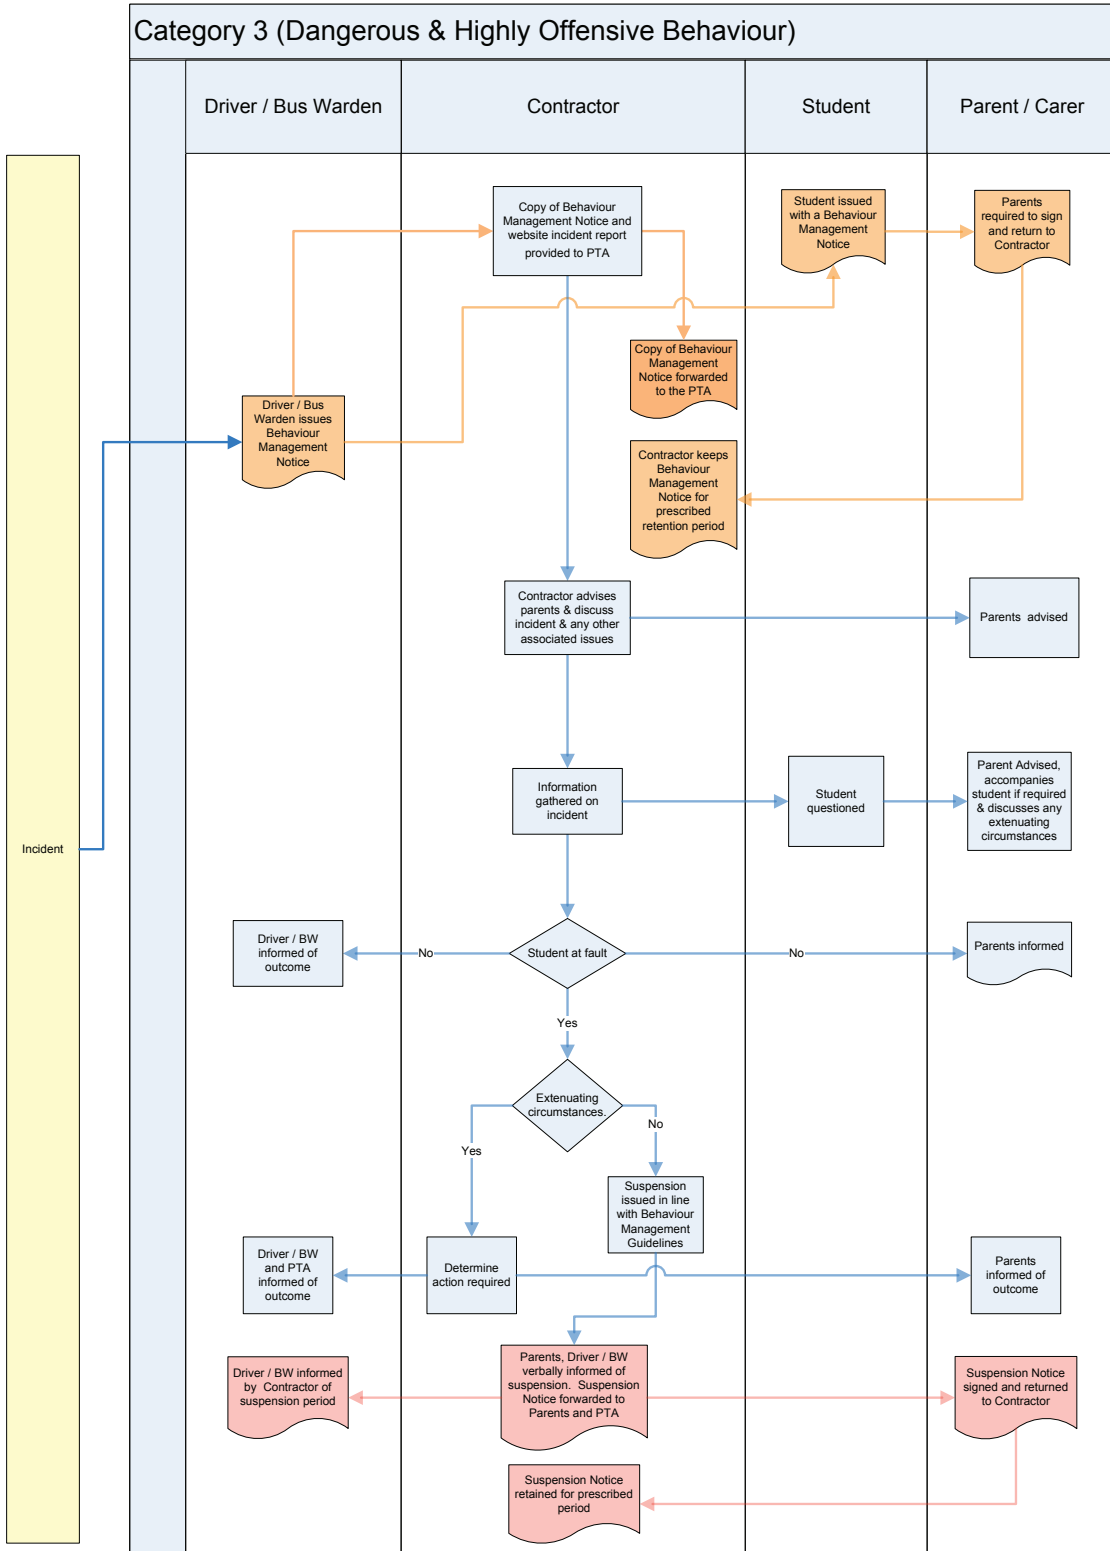 Category 3 (Dangerous & Highly Offensive Behaviour)
Driver / Bus Warden
Contractor
Student
Parent / Carer
Incident
Copy of Behaviour
Management Notice and
website incident report
provided to PTA
Student issued
with a Behaviour
Management
Notice
Parents
required to sign
and return to
Contractor
Copy of Behaviour
Management
Notice forwarded
to the PTA
Driver / Bus
Warden issues
Behaviour
Management
Notice
Contractor keeps
Behaviour
Management
Notice for
prescribed
retention period
Contractor advises
parents & discuss
incident & any other
associated issues
Parents advised
Information
gathered on
incident
Student
questioned
Parent Advised,
accompanies
student if required
& discusses any
extenuating
circumstances
Driver / BW
informed of
outcome
No
Student at fault
No
Parents informed
Yes
Extenuating
circumstances.
No
Yes
Suspension
issued in line
with Behaviour
Management
Guidelines
Driver / BW
and PTA
informed of
outcome
Determine
action required
Parents
informed of
outcome
Driver / BW informed
by Contractor of
suspension period
Parents, Driver / BW
verbally informed of
suspension. Suspension
Notice forwarded to
Parents and PTA
Suspension Notice
signed and returned
to Contractor
Suspension Notice
retained for prescribed
period